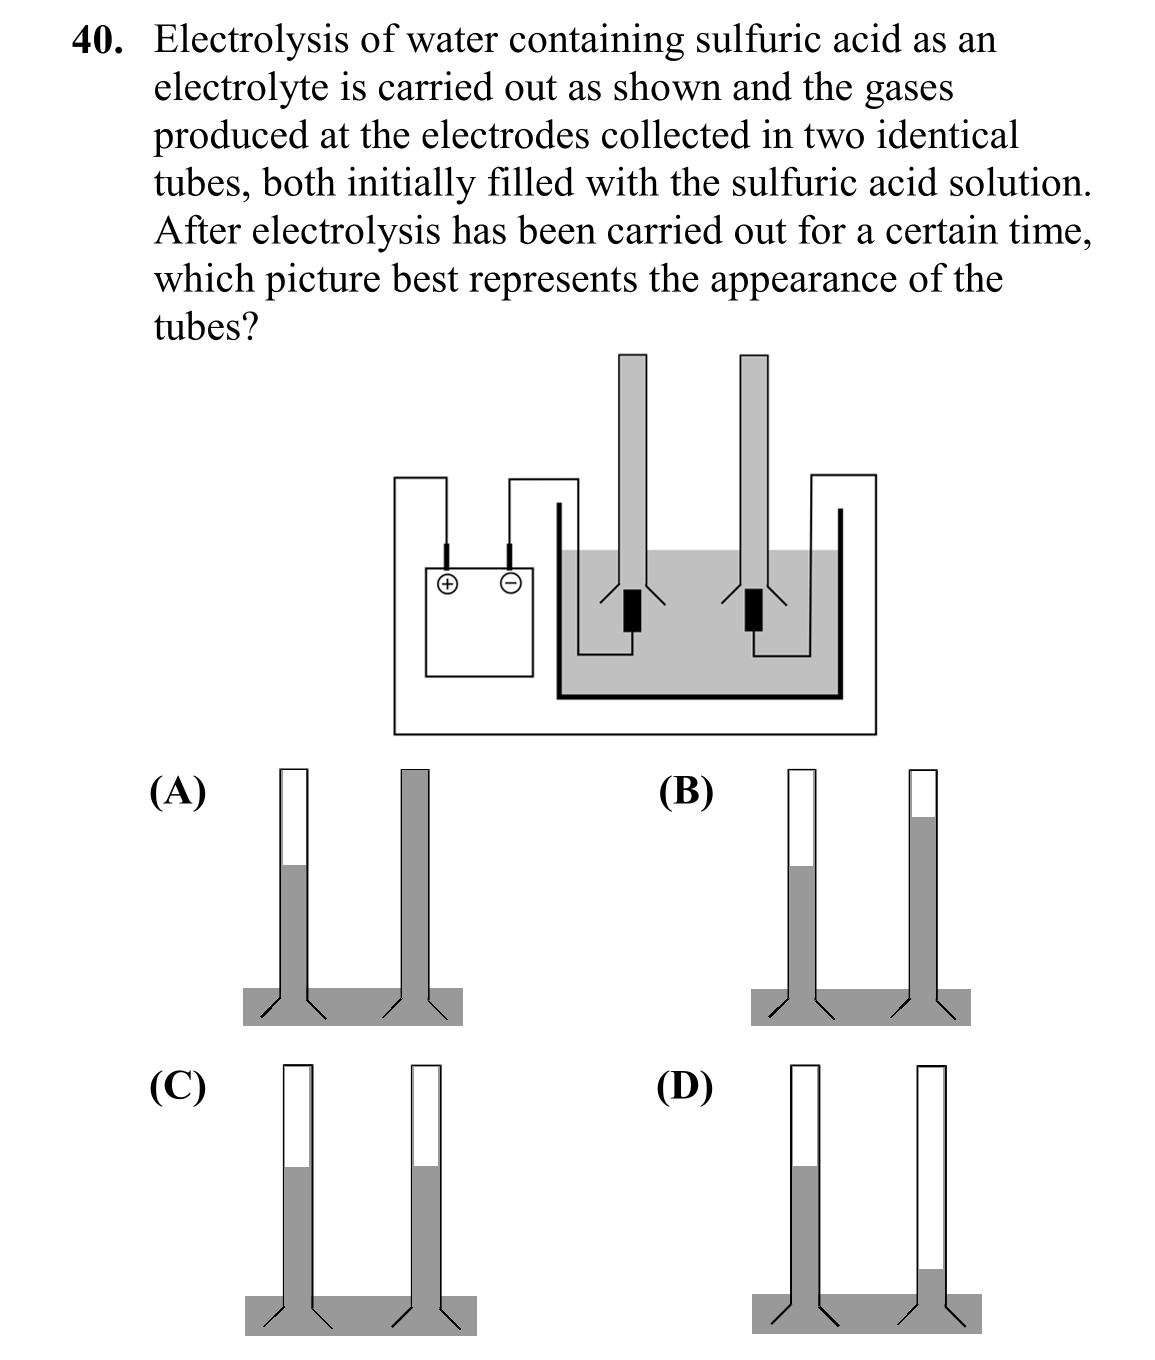 40. Electrolysis of water containing sulfuric acid as an
electrolyte is carried out as shown and the gases
produced at the electrodes collected in two identical
tubes, both initially filled with the sulfuric acid solution.
After electrolysis has been carried out for a certain time,
which picture best represents the appearance of the
tubes?
+ −
(A) (B)
(C) (D)